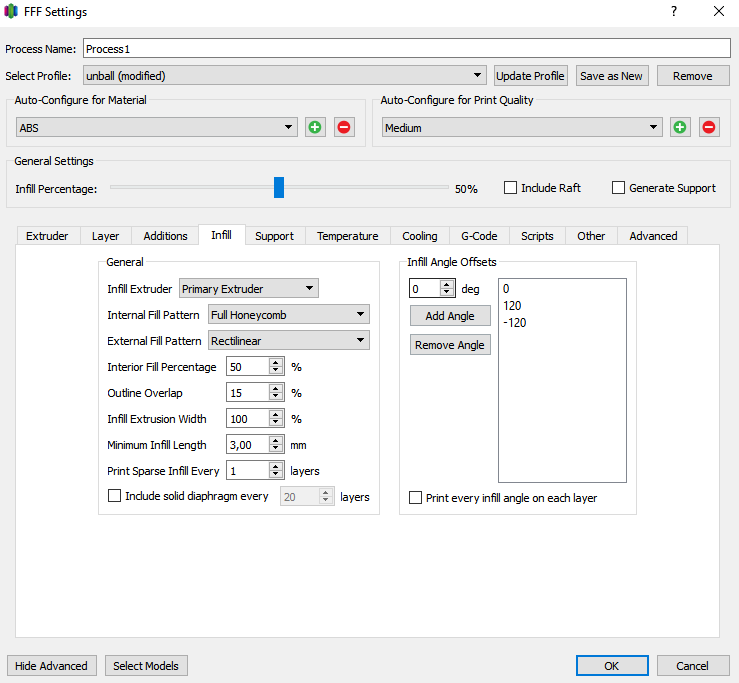 FFF Settings ?
Process Name: Process1
Select Profile: unball (modified) Update Profile Save as New Remove
Auto-Configure for Material Auto-Configure for Print Quality
ABS Medium
General Settings
Infill Percentage: 50% Include Raft Generate Support
Extruder Layer Additions Infill Support Temperature Cooling G-Code Scripts Other Advanced
General Infill Angle Offsets
Infill Extruder Primary Extruder 0 deg 0
Internal Fill Pattern Full Honeycomb Add Angle 120
-120
External Fill Pattern Rectilinear Remove Angle
Interior Fill Percentage 50 %
Outline Overlap 15 %
Infill Extrusion Width 100 %
Minimum Infill Length 3,00 mm
Print Sparse Infill Every 1 layers
Include solid diaphragm every 20 layers Print every infill angle on each layer
Hide Advanced Select Models OK Cancel